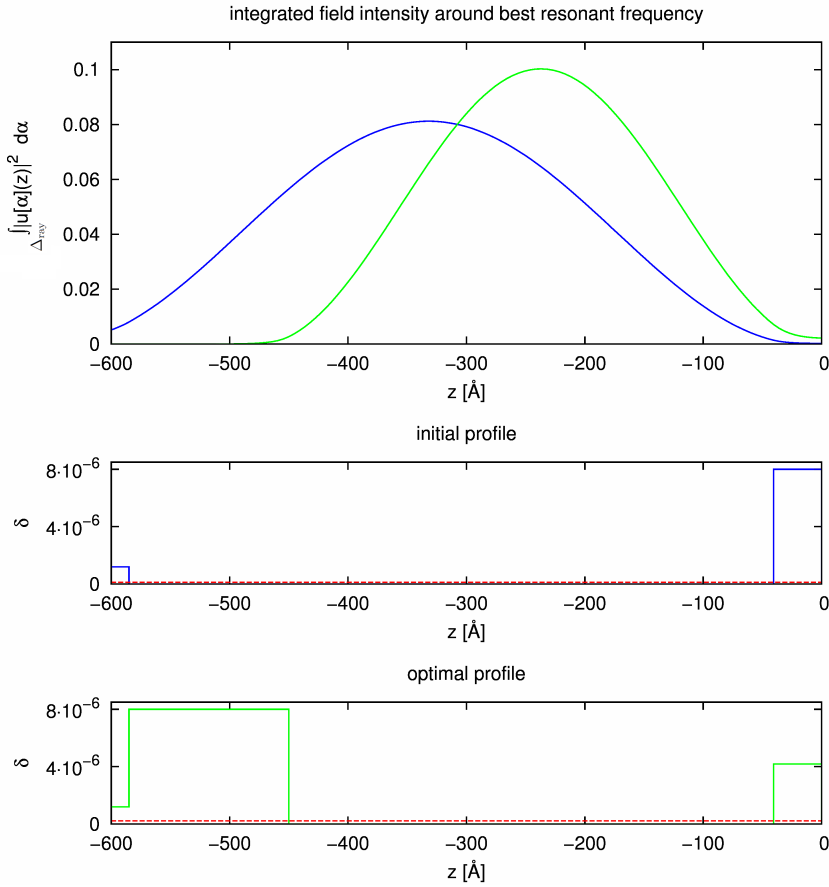 integrated field intensity around best resonant frequency
∫|u[α](z)|² dα
Δray
0.1
0.08
0.06
0.04
0.02
0
−600 −500 −400 −300 −200 −100 0
z [Å]
initial profile
δ
8·10⁻⁶
4·10⁻⁶
0
−600 −500 −400 −300 −200 −100 0
z [Å]
optimal profile
δ
8·10⁻⁶
4·10⁻⁶
0
−600 −500 −400 −300 −200 −100 0
z [Å]